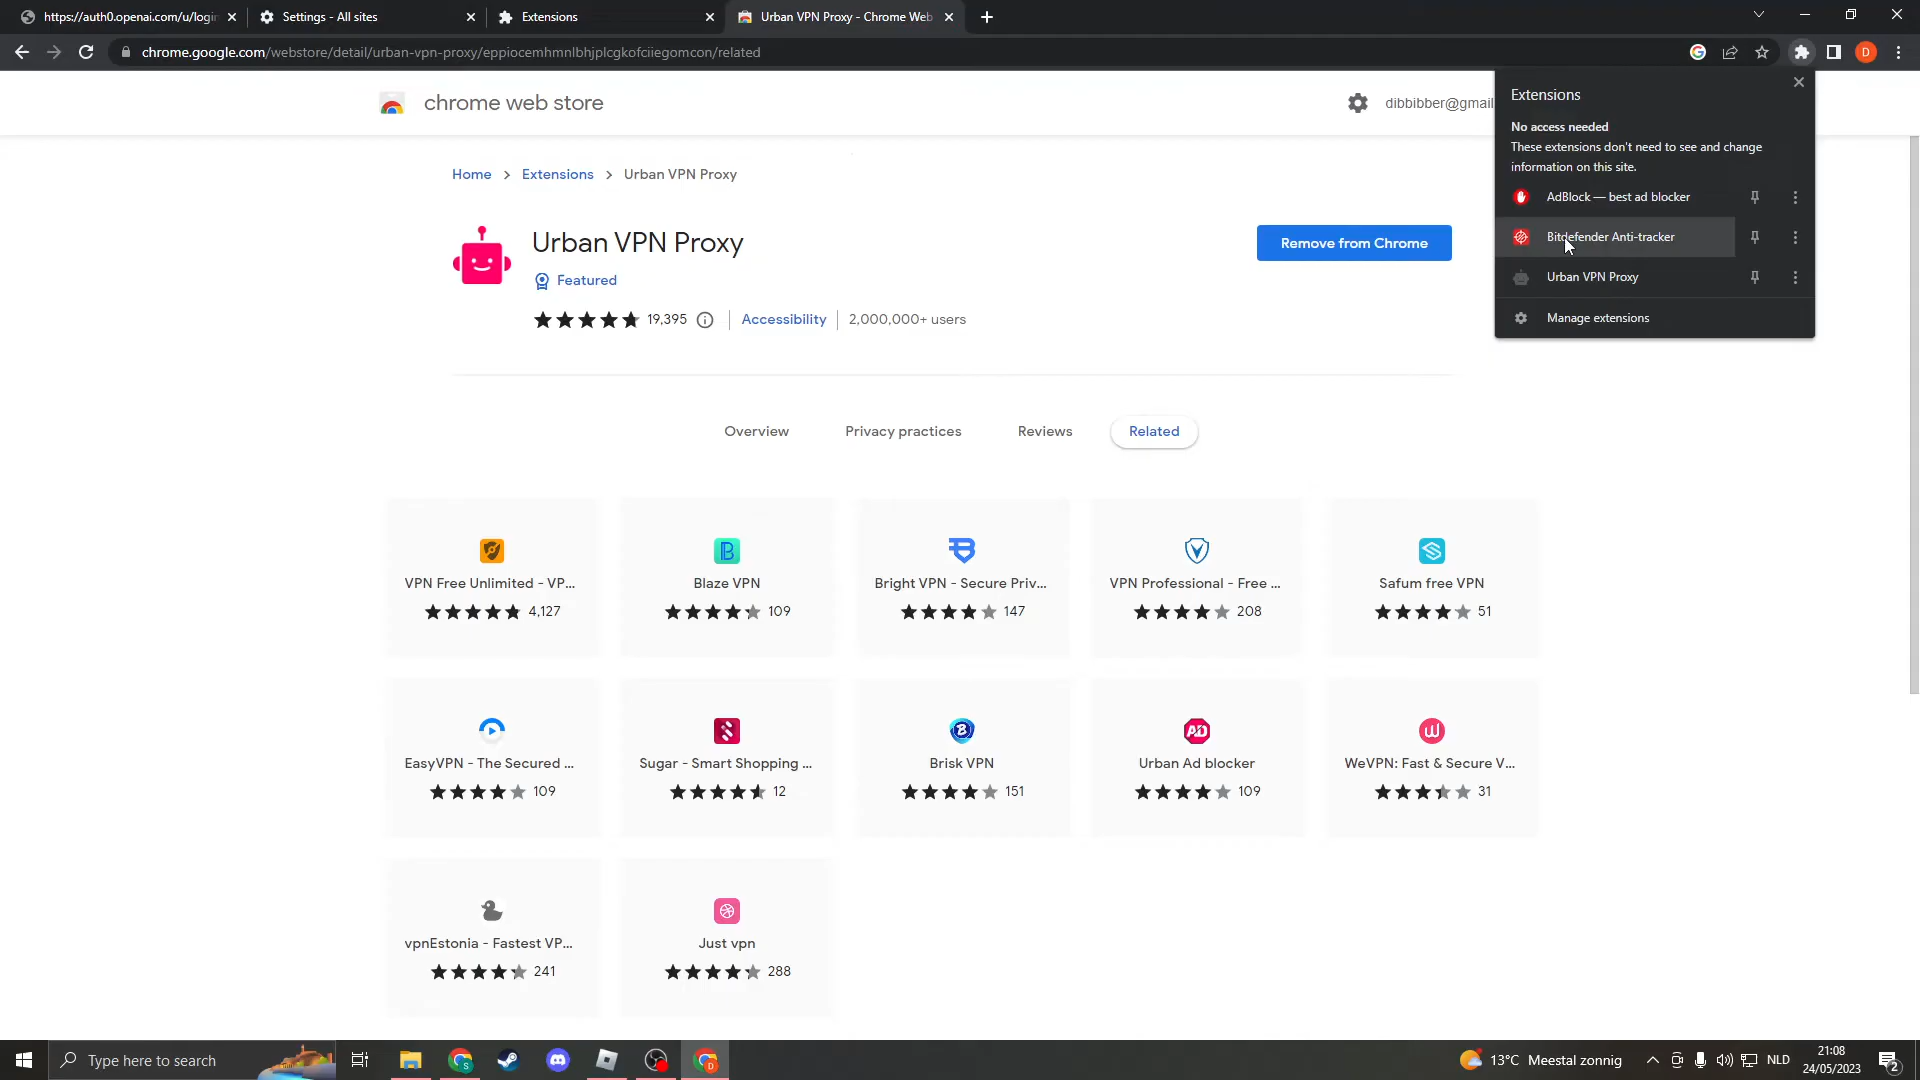 https://auth0.openai.com/u/login
Settings - All sites
Extensions
Urban VPN Proxy - Chrome Web
chrome.google.com/webstore/detail/urban-vpn-proxy/eppiocemhmnlbhjplcgkofciiegomcon/related
D
chrome web store
dibbibber@gmail
Extensions
No access needed
These extensions don't need to see and change
information on this site.
AdBlock — best ad blocker
Bitdefender Anti-tracker
Urban VPN Proxy
Manage extensions
Home > Extensions > Urban VPN Proxy
Urban VPN Proxy
Remove from Chrome
Featured
19,395
Accessibility
2,000,000+ users
Overview
Privacy practices
Reviews
Related
VPN Free Unlimited - VP...
4,127
Blaze VPN
109
Bright VPN - Secure Priv...
147
VPN Professional - Free ...
208
Safum free VPN
51
EasyVPN - The Secured ...
109
Sugar - Smart Shopping ...
12
Brisk VPN
151
AD
Urban Ad blocker
109
WeVPN: Fast & Secure V...
31
vpnEstonia - Fastest VP...
241
Just vpn
288
Type here to search
13°C Meestal zonnig
NLD
21:08
24/05/2023
2